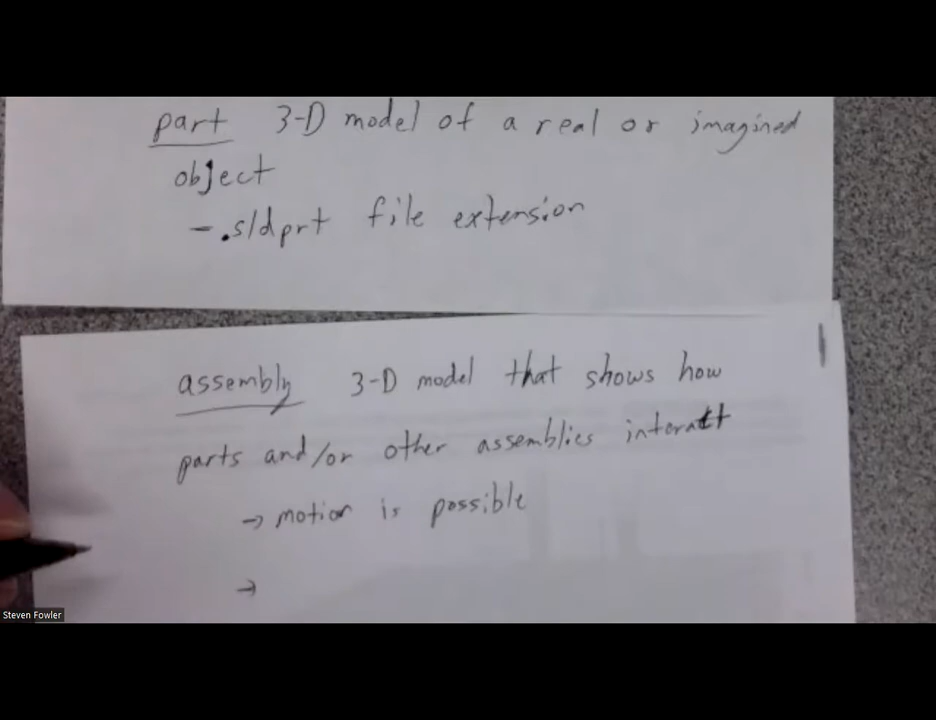 part 3-D model of a real or imagined
object
- .sldprt file extension
assembly 3-D model that shows how
parts and/or other assemblies interact
→ motion is possible
→
Steven Fowler